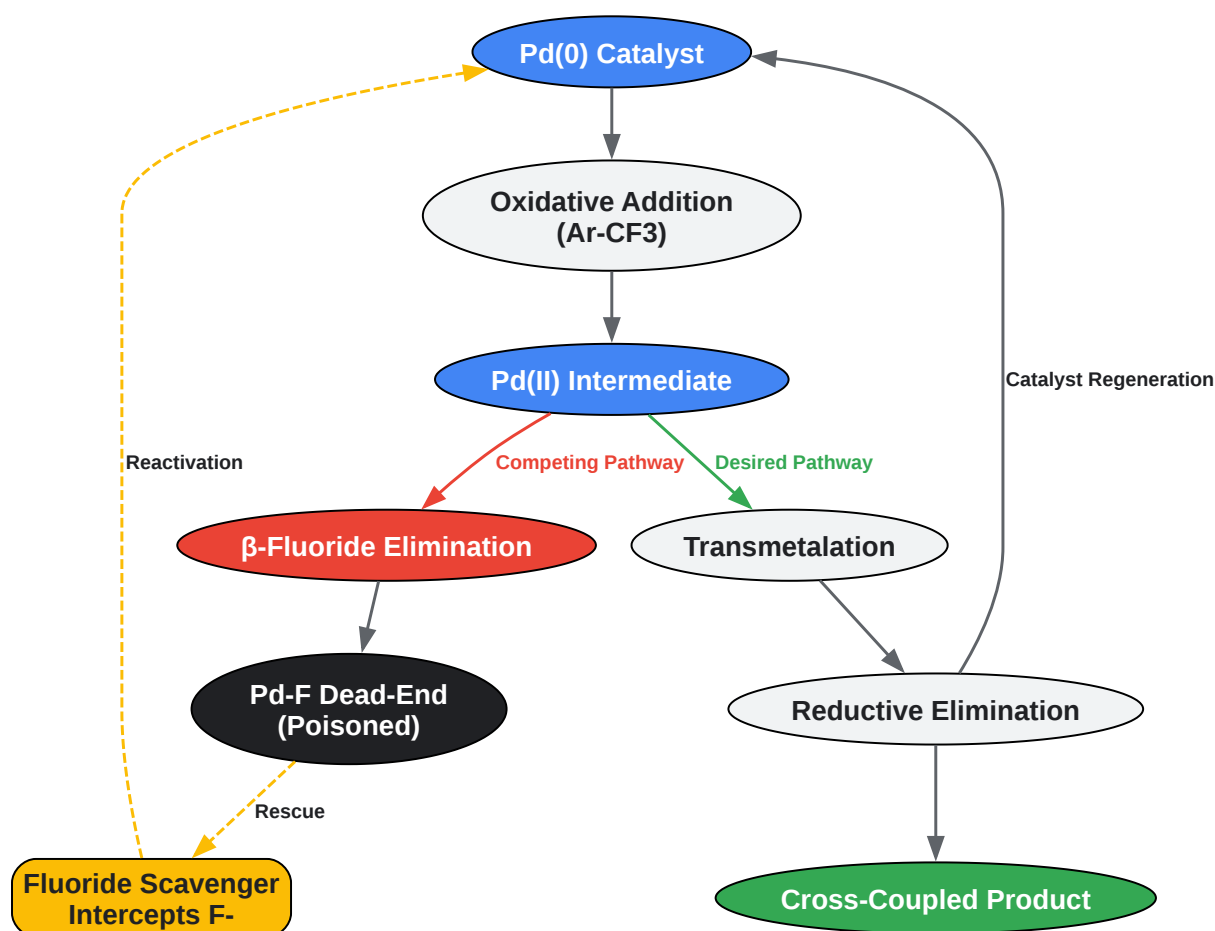 Pd(0) Catalyst
Oxidative Addition
(Ar-CF3)
Pd(II) Intermediate
Catalyst Regeneration
Reactivation
Competing Pathway
Desired Pathway
β-Fluoride Elimination
Transmetalation
Pd-F Dead-End
(Poisoned)
Reductive Elimination
Rescue
Fluoride Scavenger
Intercepts F-
Cross-Coupled Product